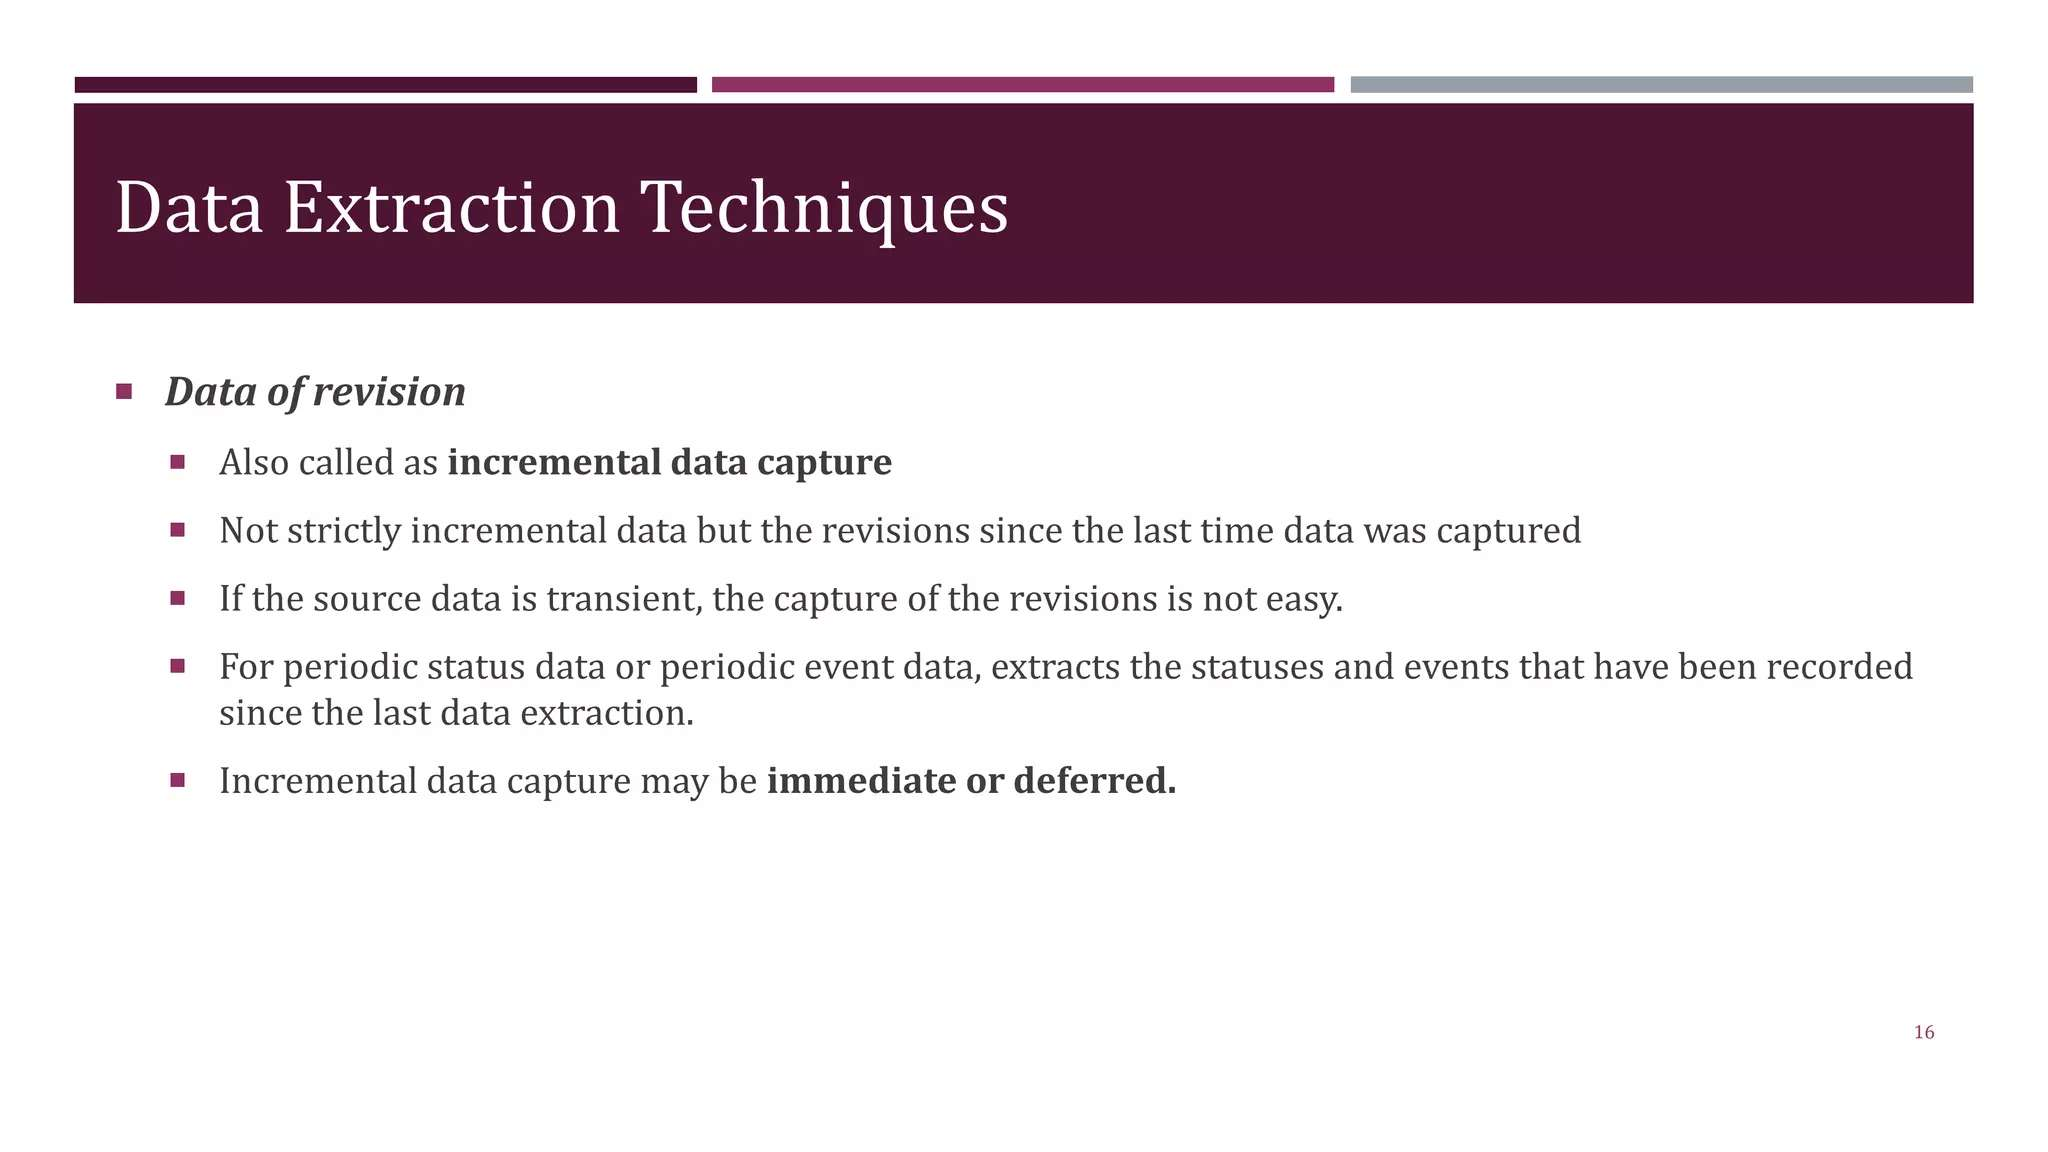 Data Extraction Techniques
Data of revision
Also called as incremental data capture
Not strictly incremental data but the revisions since the last time data was captured
If the source data is transient, the capture of the revisions is not easy.
For periodic status data or periodic event data, extracts the statuses and events that have been recorded
since the last data extraction.
Incremental data capture may be immediate or deferred.
16